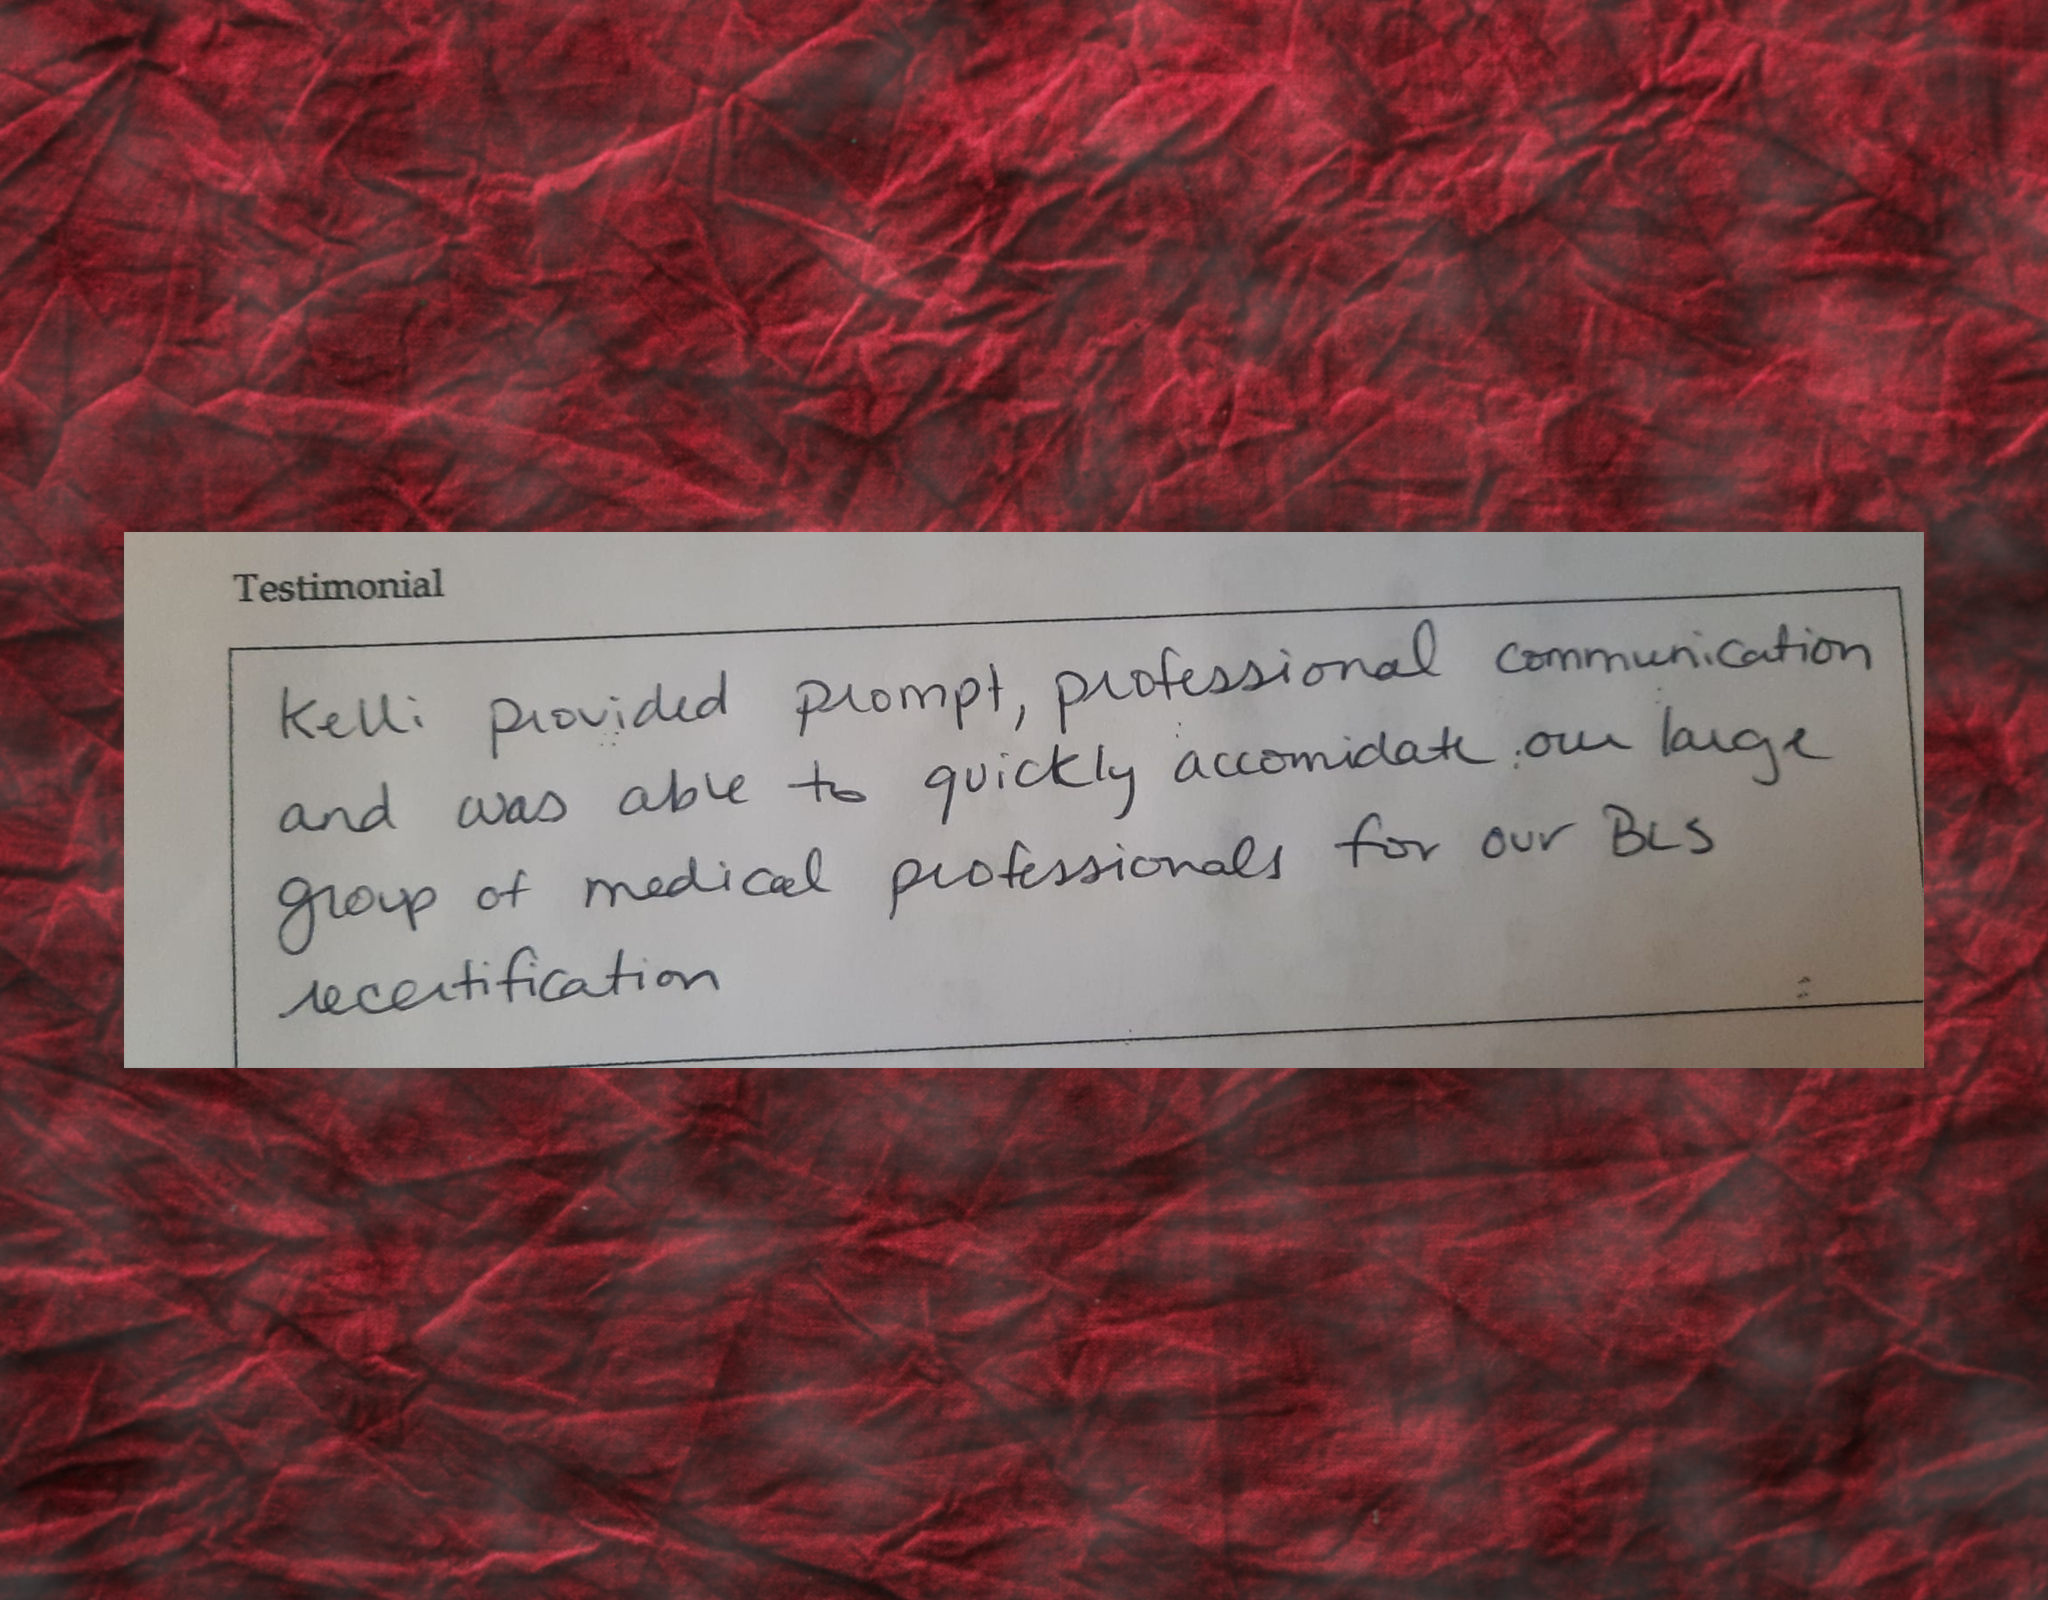 Testimonial
Kelli provided prompt, professional communication
and was able to quickly accomidate our large
group of medical professionals for our BLS
recertification